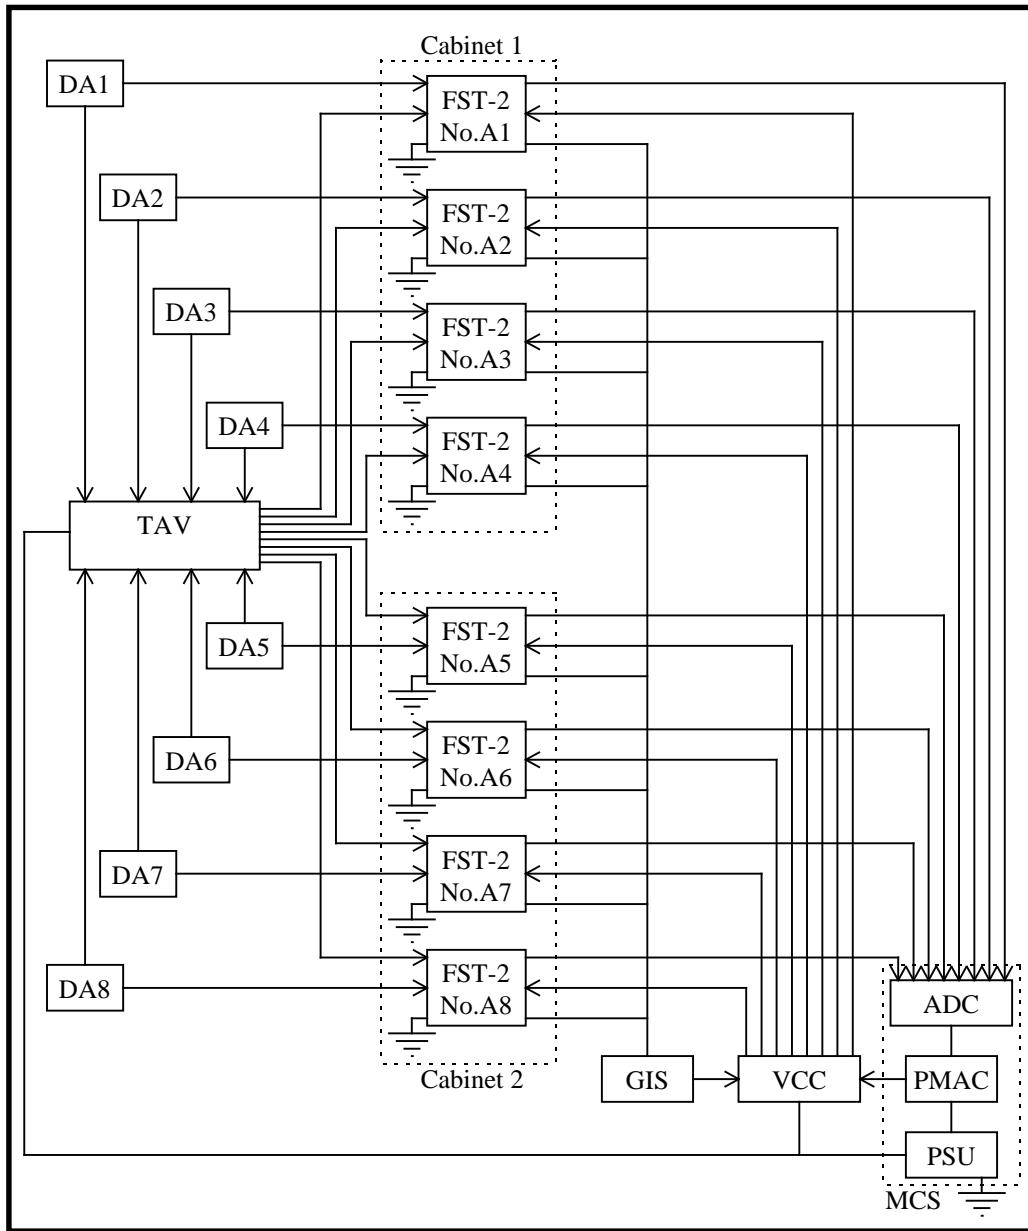 Cabinet 1
DA1
FST-2
No.A1
DA2
FST-2
No.A2
DA3
FST-2
No.A3
DA4
FST-2
No.A4
TAV
DA5
FST-2
No.A5
DA6
FST-2
No.A6
DA7
FST-2
No.A7
DA8
FST-2
No.A8
ADC
Cabinet 2
GIS
VCC
PMAC
PSU
MCS